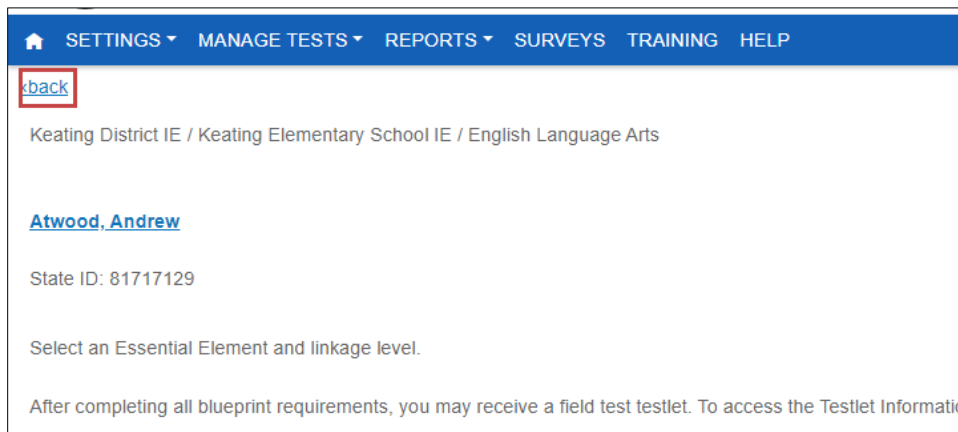 SETTINGS MANAGE TESTS REPORTS SURVEYS TRAINING HELP
‹back
Keating District IE / Keating Elementary School IE / English Language Arts
Atwood, Andrew
State ID: 81717129
Select an Essential Element and linkage level.
After completing all blueprint requirements, you may receive a field test testlet. To access the Testlet